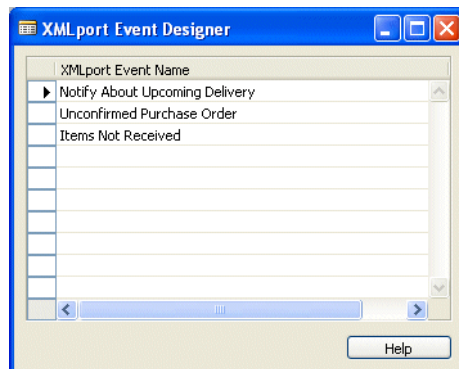 XMLport Event Designer
XMLport Event Name
Notify About Upcoming Delivery
Unconfirmed Purchase Order
Items Not Received
Help